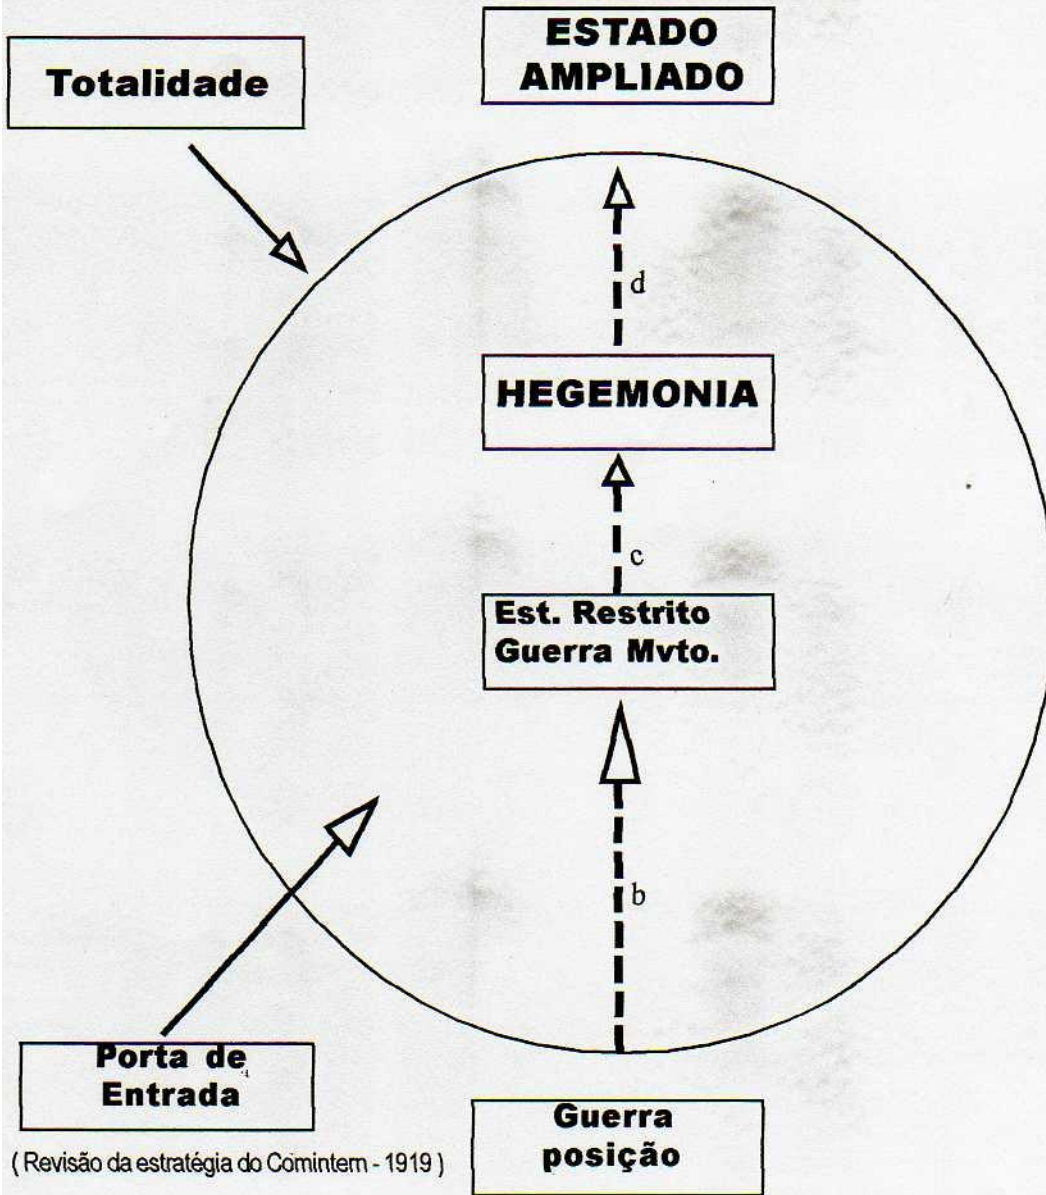 ESTADO
AMPLIADO
Totalidade
d
HEGEMONIA
c
Est. Restrito
Guerra Mvto.
b
Porta de
Entrada
(Revisão da estratégia do Comintern - 1919)
Guerra
posição